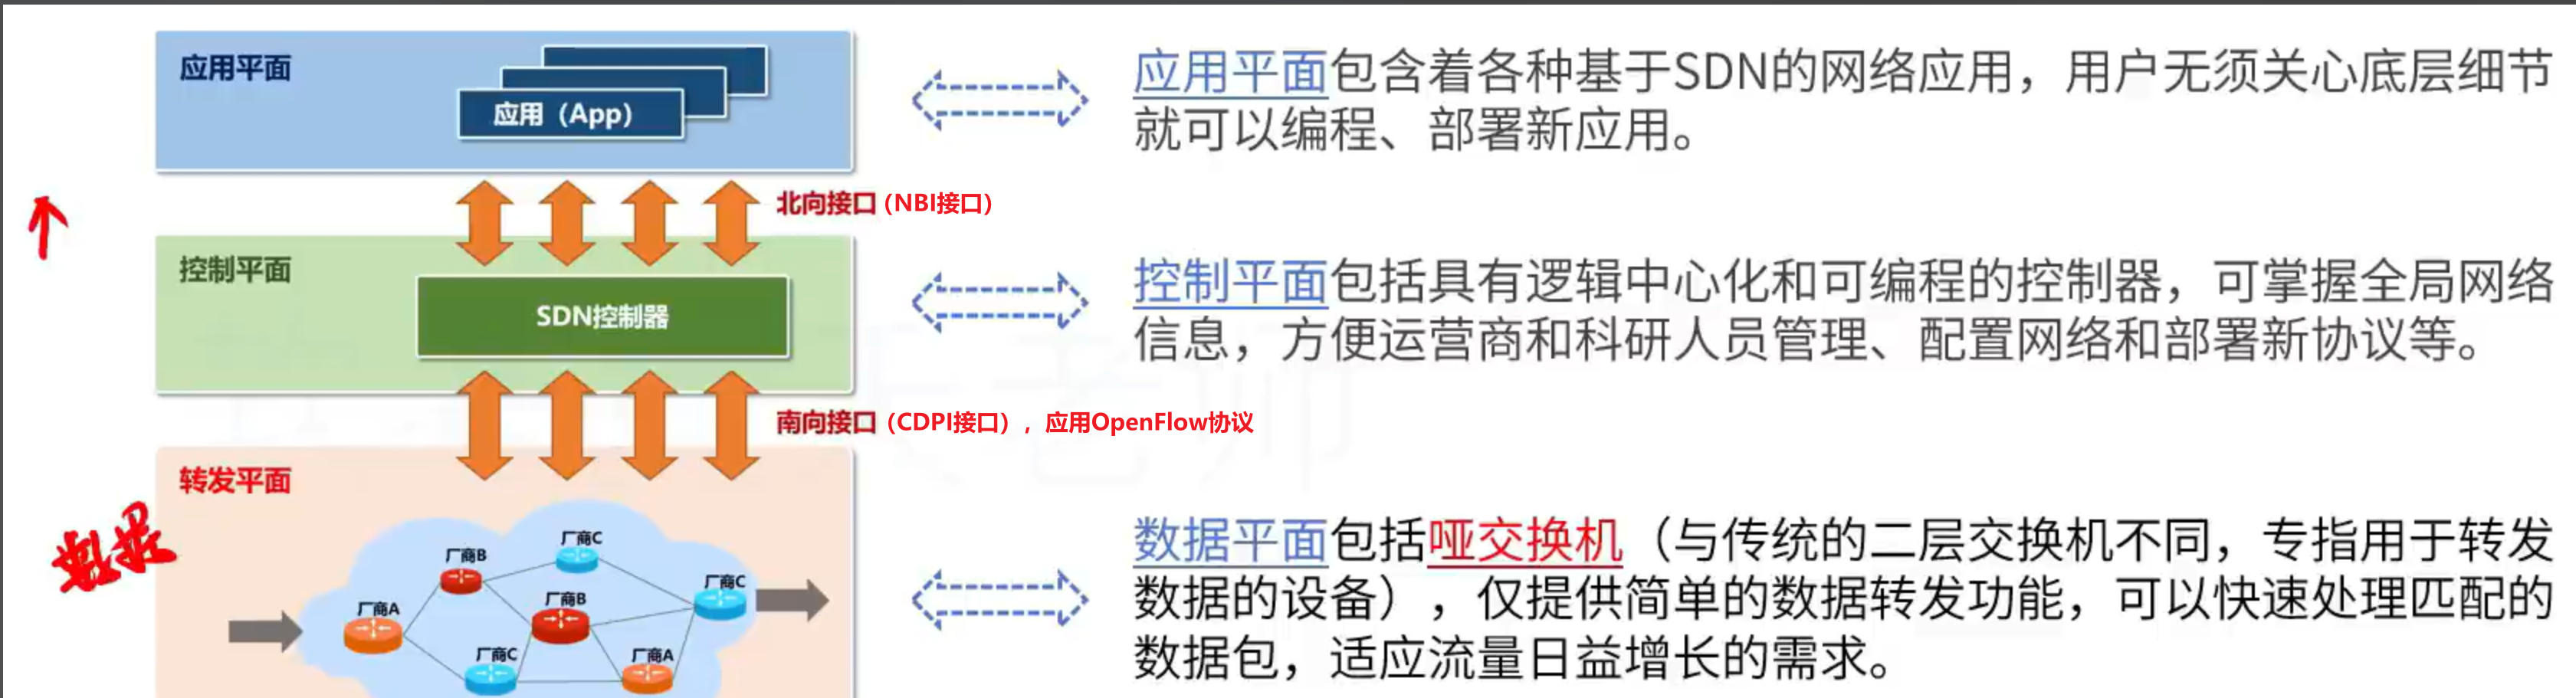 应用平面
应用（App）
应用平面包含着各种基于SDN的网络应用，用户无须关心底层细节
就可以编程、部署新应用。
北向接口 (NBI接口)
控制平面
SDN控制器
控制平面包括具有逻辑中心化和可编程的控制器，可掌握全局网络
信息，方便运营商和科研人员管理、配置网络和部署新协议等。
南向接口（CDPI接口），应用OpenFlow协议
转发平面
数据
厂商C
厂商B
厂商C
厂商B
厂商A
厂商C
厂商A
数据平面包括哑交换机（与传统的二层交换机不同，专指用于转发
数据的设备），仅提供简单的数据转发功能，可以快速处理匹配的
数据包，适应流量日益增长的需求。